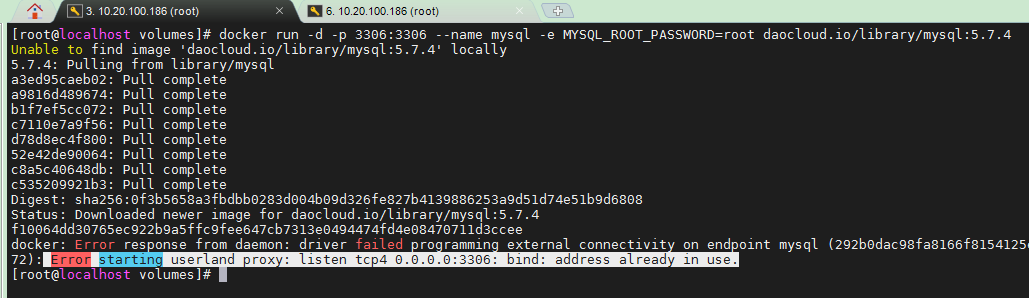 3. 10.20.100.186 (root)
6. 10.20.100.186 (root)
[root@localhost volumes]# docker run -d -p 3306:3306 --name mysql -e MYSQL_ROOT_PASSWORD=root daocloud.io/library/mysql:5.7.4
Unable to find image 'daocloud.io/library/mysql:5.7.4' locally
5.7.4: Pulling from library/mysql
a3ed95caeb02: Pull complete
a9816d489674: Pull complete
b1f7ef5cc072: Pull complete
c7110e7a9f56: Pull complete
d78d8ec4f800: Pull complete
52e42de90064: Pull complete
c8a5c40648db: Pull complete
c535209921b3: Pull complete
Digest: sha256:0f3b5658a3fbdbb0283d004b09d326fe827b4139886253a9d51d74e51b9d6808
Status: Downloaded newer image for daocloud.io/library/mysql:5.7.4
f10064dd30765ec922b9a5ffc9fee647cb7313e0494474fd4e08470711d3ccee
docker: Error response from daemon: driver failed programming external connectivity on endpoint mysql (292b0dac98fa8166f8154125c
72): Error starting userland proxy: listen tcp4 0.0.0.0:3306: bind: address already in use.
[root@localhost volumes]#